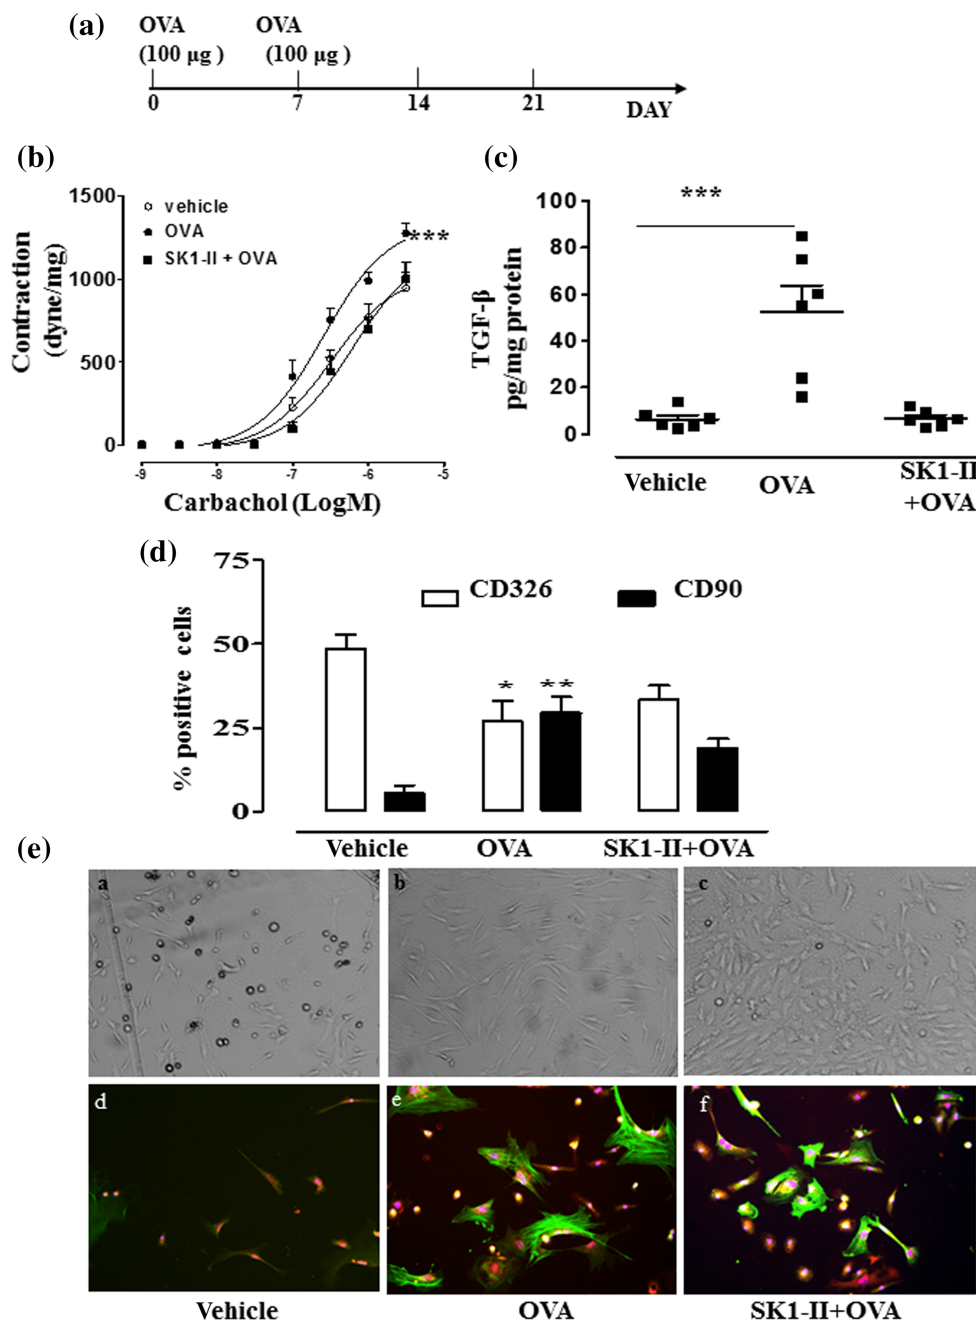 (a)
OVA OVA
(100 µg ) (100 µg )
0 7 14 21 DAY
(b)
1500
1000
500
0
Contraction
(dyne/mg)
vehicle
OVA
SK1-II + OVA
***
-9 -8 -7 -6 -5
Carbachol (LogM)
(c)
100
80
60
40
20
0
TGF-β
pg/mg protein
***
Vehicle OVA SK1-II
+OVA
(d)
75
50
25
0
% positive cells
CD326 CD90
* **
Vehicle OVA SK1-II+OVA
(e)
a b c
d e f
Vehicle OVA SK1-II+OVA